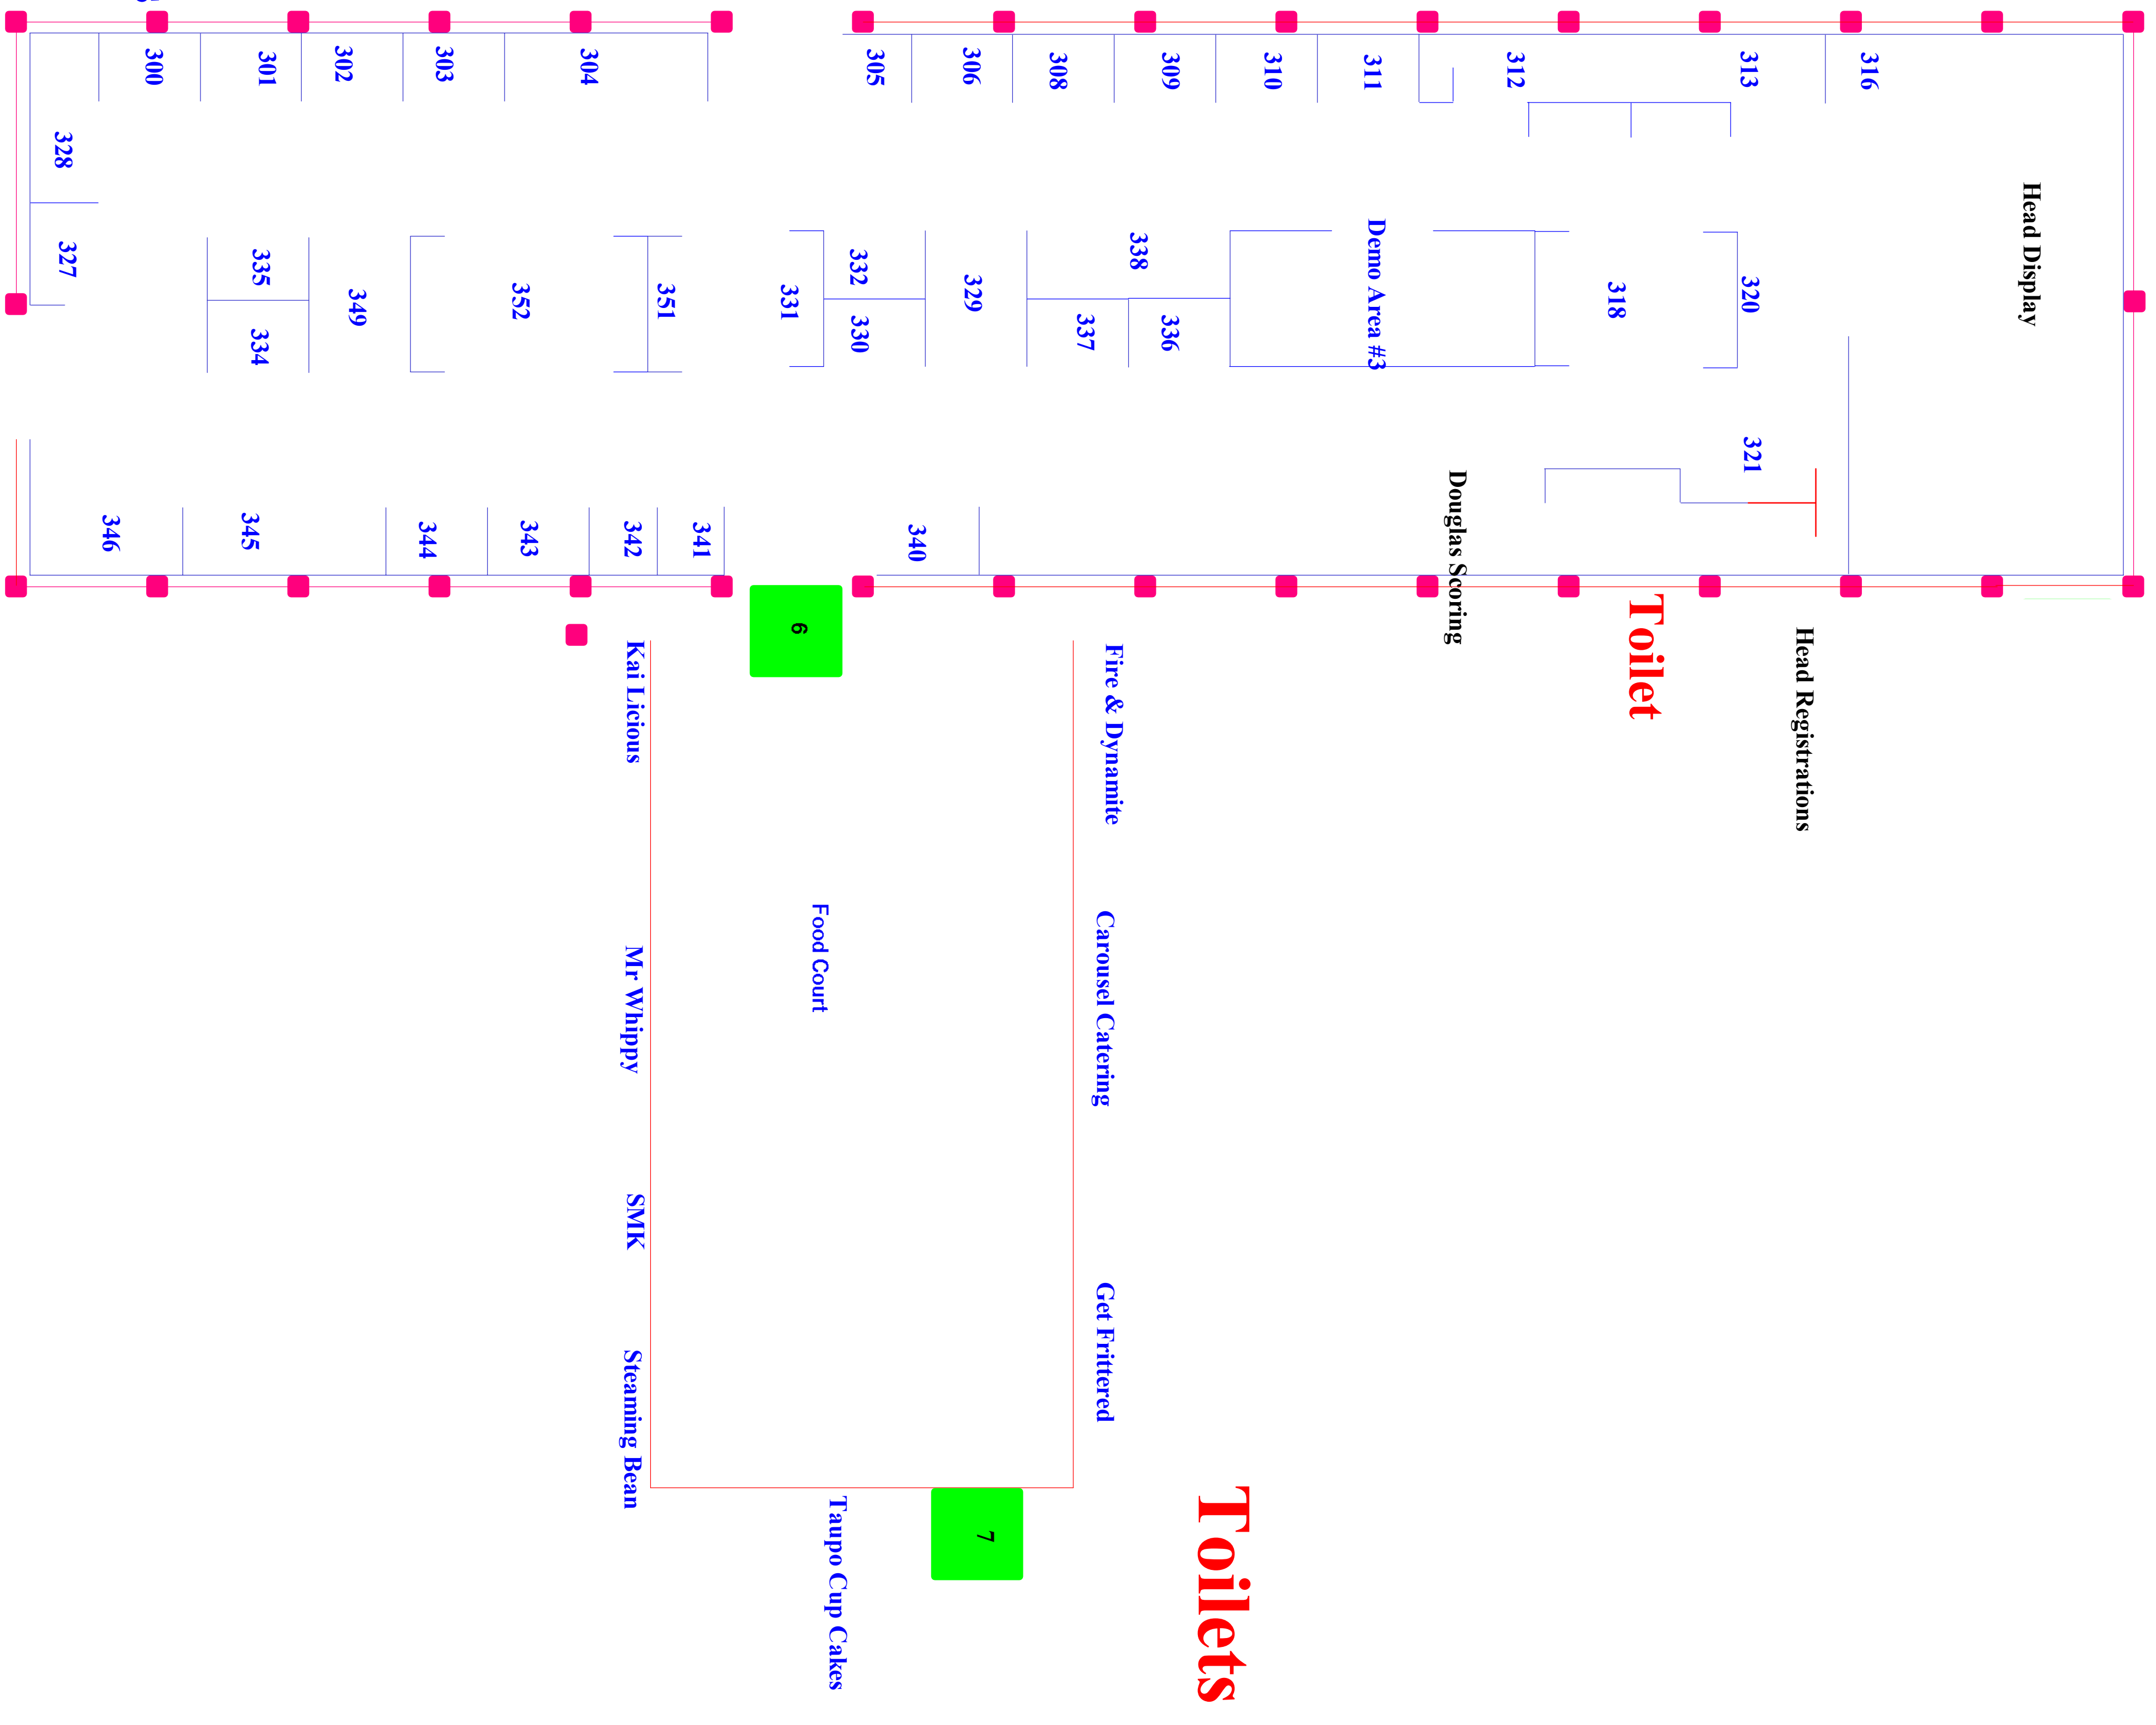 300
301
302
303
304
305
306
308
309
310
311
312
313
316
328
327
335
334
349
352
351
331
332
330
329
338
337
336
Demo Area #3
318
320
Head Display
321
346
345
344
343
342
341
340
Douglas Scoring
Toilet
Head Registrations
6
Kai Licious
Fire & Dynamite
Food Court
Mr Whippy
Carousel Catering
SMK
Get Frittered
Steaming Bean
7
Taupo Cup Cakes
Toilets